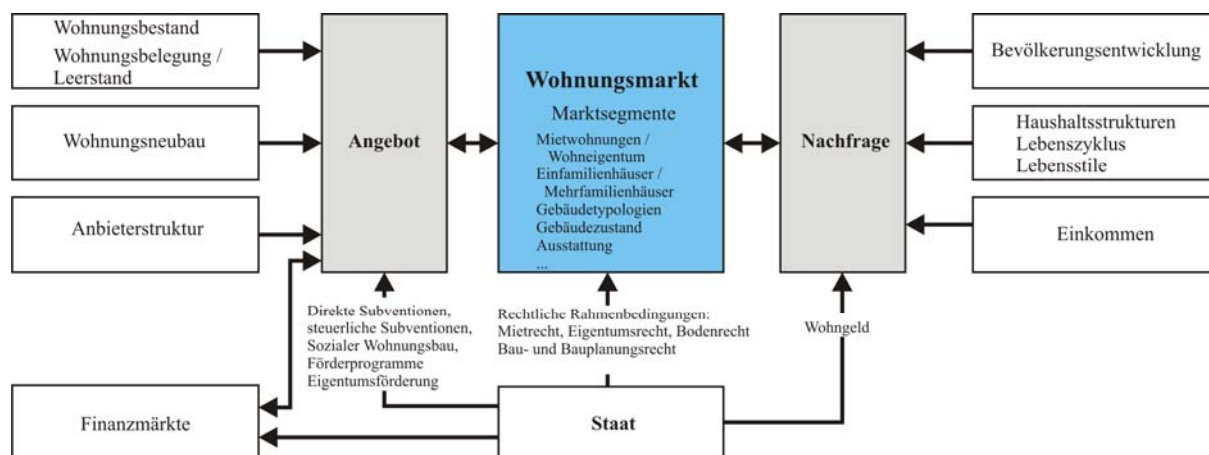 Wohnungsbestand
Wohnungsbelegung /
Leerstand
Wohnungsneubau
Anbieterstruktur
Finanzmärkte
Angebot
Direkte Subventionen,
steuerliche Subventionen,
Sozialer Wohnungsbau,
Förderprogramme
Eigentumsförderung
Wohnungsmarkt
Marktsegmente
Mietwohnungen /
Wohneigentum
Einfamilienhäuser /
Mehrfamilienhäuser
Gebäudetypologien
Gebäudezustand
Ausstattung
...
Rechtliche Rahmenbedingungen:
Mietrecht, Eigentumsrecht, Bodenrecht
Bau- und Bauplanungsrecht
Staat
Nachfrage
Wohngeld
Bevölkerungsentwicklung
Haushaltsstrukturen
Lebenszyklus
Lebensstile
Einkommen